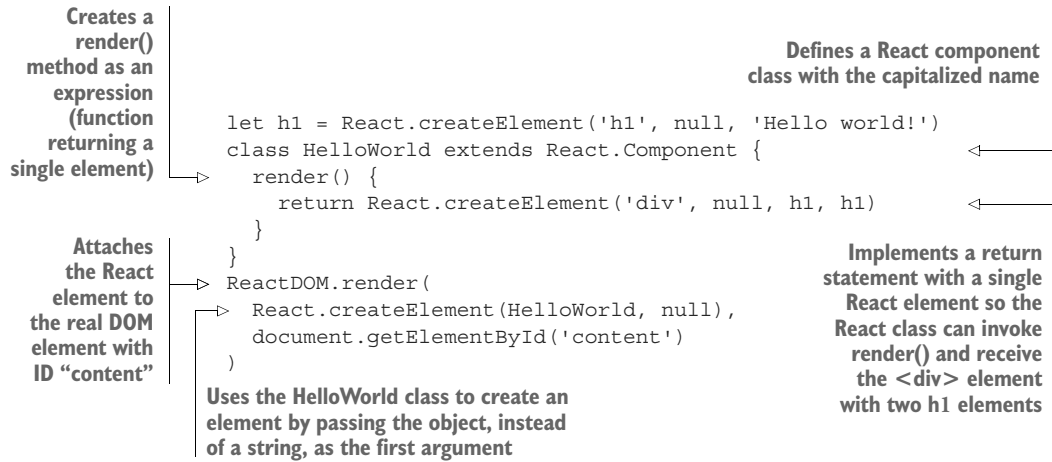 Creates a
render()
method as an
expression
(function
returning a
single element)
Defines a React component
class with the capitalized name
let h1 = React.createElement('h1', null, 'Hello world!')
class HelloWorld extends React.Component {
render() {
return React.createElement('div', null, h1, h1)
}
}
ReactDOM.render(
React.createElement(HelloWorld, null),
document.getElementById('content')
)
Attaches
the React
element to
the real DOM
element with
ID “content”
Implements a return
statement with a single
React element so the
React class can invoke
render() and receive
the <div> element
with two h1 elements
Uses the HelloWorld class to create an
element by passing the object, instead
of a string, as the first argument